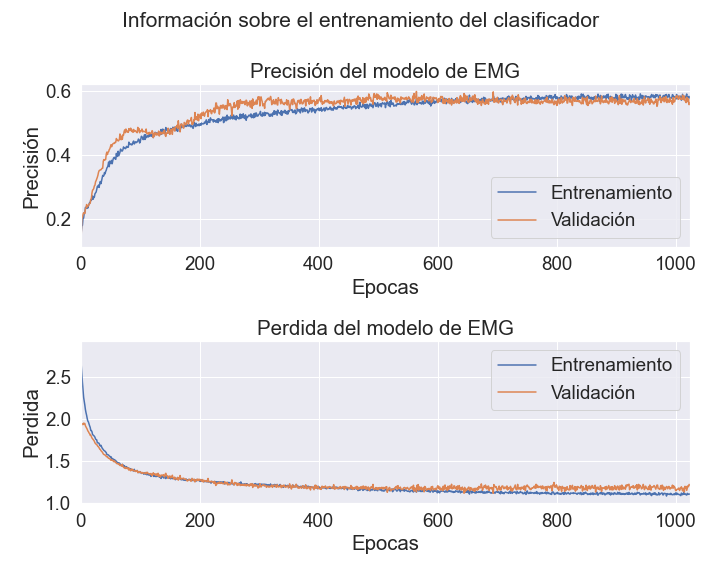 Información sobre el entrenamiento del clasificador
Precisión del modelo de EMG
Precisión
0.6
0.4
0.2
Entrenamiento
Validación
0 200 400 600 800 1000
Epocas
Perdida del modelo de EMG
Perdida
2.5
2.0
1.5
1.0
Entrenamiento
Validación
0 200 400 600 800 1000
Epocas